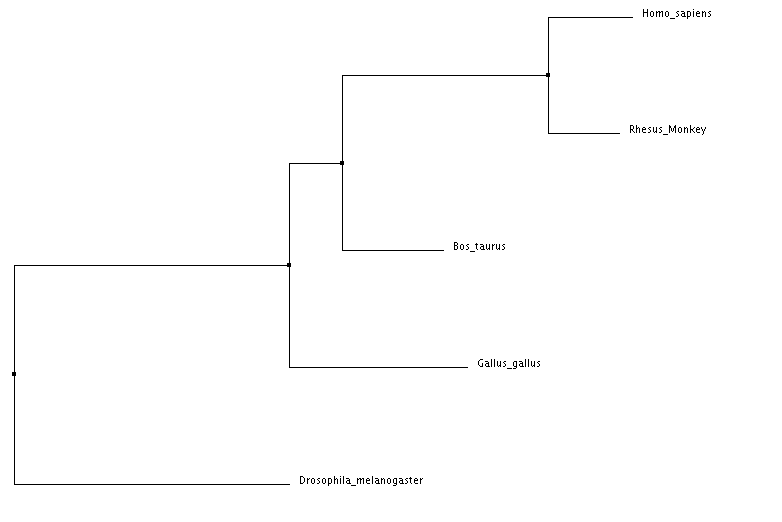 Homo_sapiens
Rhesus_Monkey
Bos_taurus
Gallus_gallus
Drosophila_melanogaster